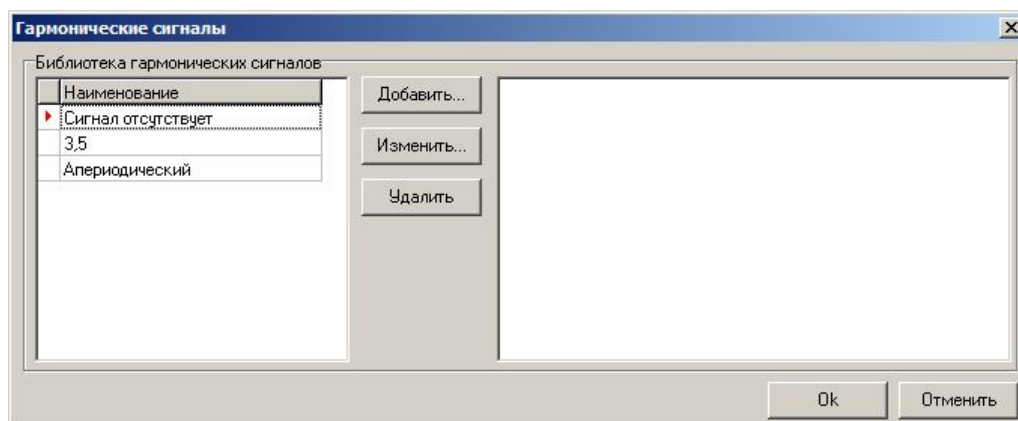 Гармонические сигналы
Библиотека гармонических сигналов
Наименование
Сигнал отсутствует
3,5
Апериодический
Добавить...
Изменить...
Удалить
Ok
Отменить